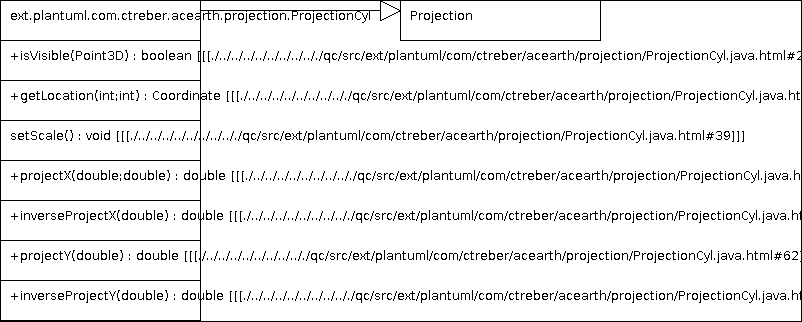 ext.plantuml.com.ctreber.acearth.projection.ProjectionCyl
Projection
+isVisible(Point3D) : boolean [[[./../../../../../../../../../qc/src/ext/plantuml/com/ctreber/acearth/projection/ProjectionCyl.java.html#2
+getLocation(int;int) : Coordinate [[[./../../../../../../../../../qc/src/ext/plantuml/com/ctreber/acearth/projection/ProjectionCyl.java.ht
setScale() : void [[[./../../../../../../../../../qc/src/ext/plantuml/com/ctreber/acearth/projection/ProjectionCyl.java.html#39]]]
+projectX(double;double) : double [[[./../../../../../../../../../qc/src/ext/plantuml/com/ctreber/acearth/projection/ProjectionCyl.java.h
+inverseProjectX(double) : double [[[./../../../../../../../../../qc/src/ext/plantuml/com/ctreber/acearth/projection/ProjectionCyl.java.ht
+projectY(double) : double [[[./../../../../../../../../../qc/src/ext/plantuml/com/ctreber/acearth/projection/ProjectionCyl.java.html#62]
+inverseProjectY(double) : double [[[./../../../../../../../../../qc/src/ext/plantuml/com/ctreber/acearth/projection/ProjectionCyl.java.ht